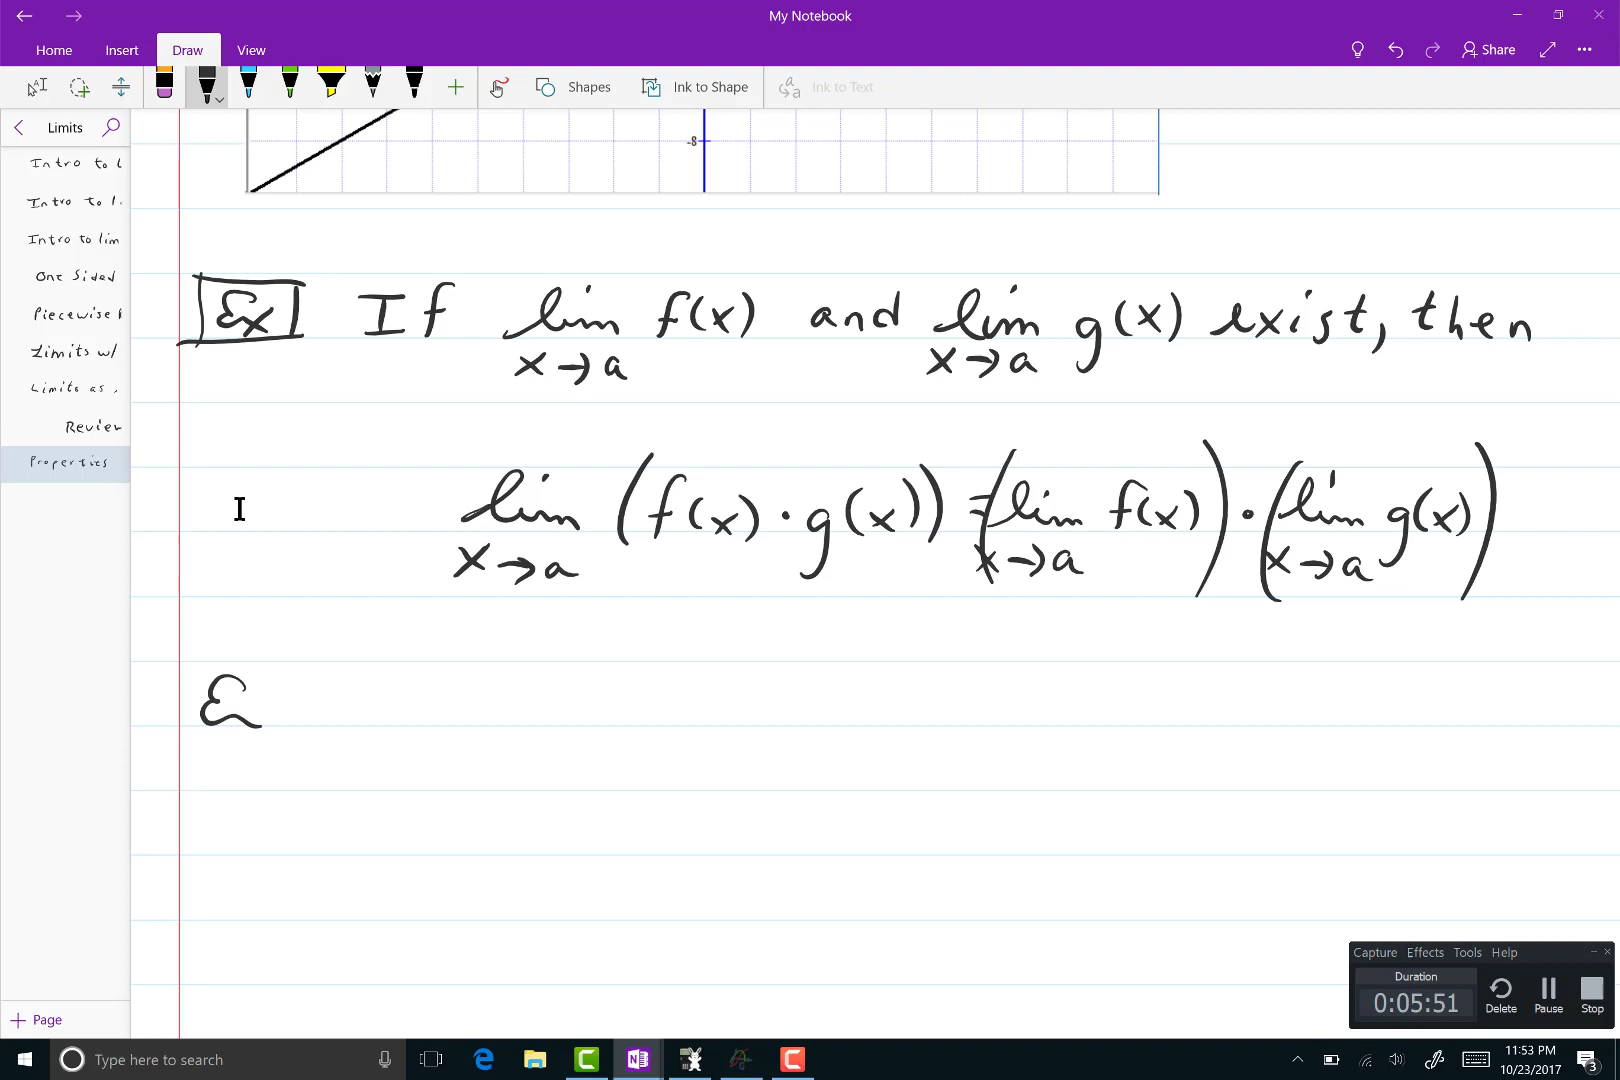 My Notebook
Home Insert Draw View Share
Shapes Ink to Shape Ink to Text
Limits
Intro to
Intro to l
Intro to lim
One Sided
Piecewise
Limits w/
Limits as
Review
Properties
Page
-8
Ex If lim f(x) and lim g(x) exist, then
x→a x→a
lim (f(x) · g(x)) = (lim f(x)) · (lim g(x))
x→a x→a x→a
E
Capture Effects Tools Help
Duration
0:05:51 Delete Pause Stop
Type here to search
11:53 PM
10/23/2017
3